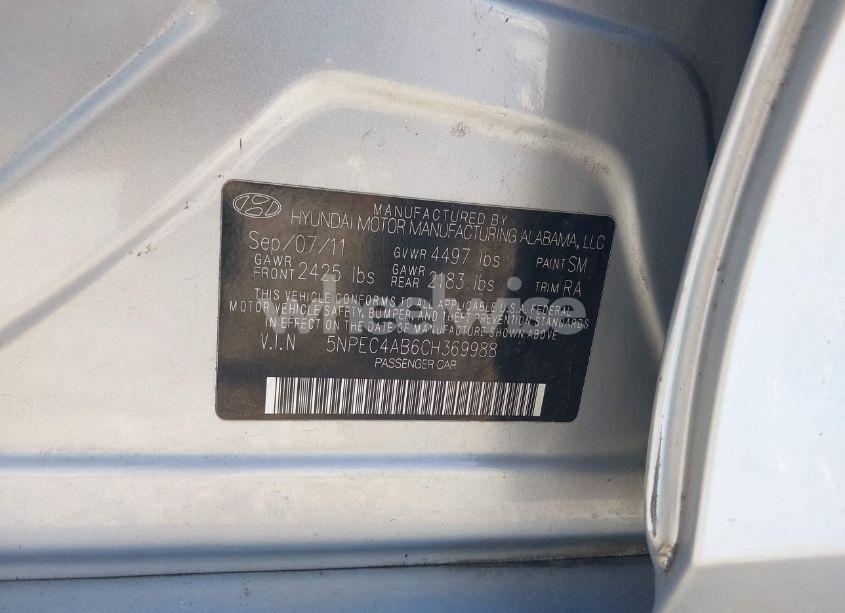 MANUFACTURED BY
HYUNDAI MOTOR MANUFACTURING ALABAMA, LLC
Sep/07/11 GVWR 4497 lbs PAINT SM
GAWR FRONT 2425 lbs GAWR REAR 2183 lbs TRIM RA
THIS VEHICLE CONFORMS TO ALL APPLICABLE U.S.A. FEDERAL
MOTOR VEHICLE SAFETY, BUMPER, AND THEFT PREVENTION STANDARDS
IN EFFECT ON THE DATE OF MANUFACTURE SHOWN ABOVE
V.I.N 5NPEC4AB6CH369988
PASSENGER CAR
wheelwise